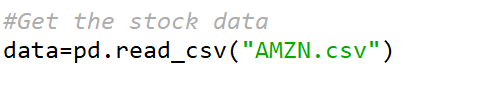 #Get the stock data
data=pd.read_csv("AMZN.csv")